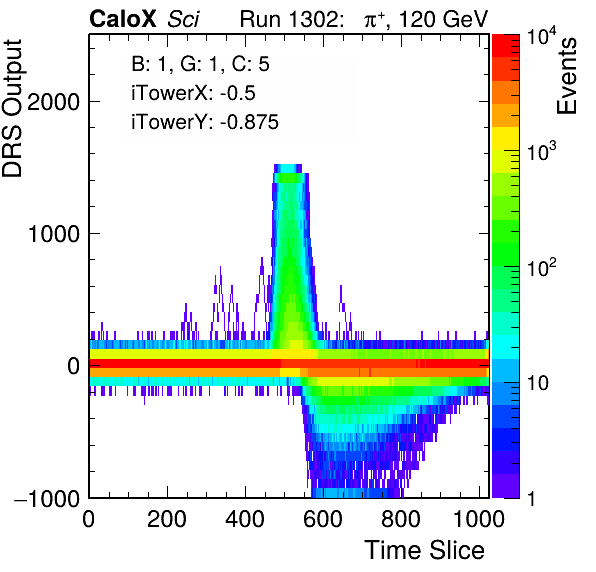 CaloX Sci Run 1302: π⁺, 120 GeV
B: 1, G: 1, C: 5
iTowerX: -0.5
iTowerY: -0.875
DRS Output
2000
1000
0
−1000
0 200 400 600 800 1000
Time Slice
Events
10⁴
10³
10²
10
1